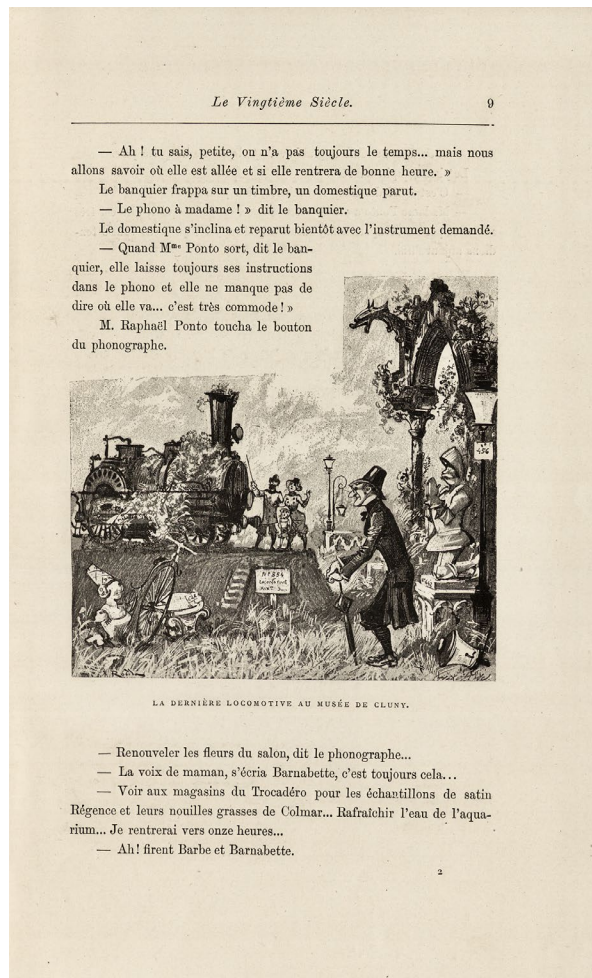 Le Vingtième Siècle.
9
— Ah ! tu sais, petite, on n'a pas toujours le temps... mais nous
allons savoir où elle est allée et si elle rentrera de bonne heure. »
Le banquier frappa sur un timbre, un domestique parut.
— Le phono à madame ! » dit le banquier.
Le domestique s'inclina et reparut bientôt avec l'instrument demandé.
— Quand Mme Ponto sort, dit le ban-
quier, elle laisse toujours ses instructions
dans le phono et elle ne manque pas de
dire où elle va... c'est très commode ! »
M. Raphaël Ponto toucha le bouton
du phonographe.
456
No 354
LA DERNIÈRE LOCOMOTIVE AU MUSÉE DE CLUNY.
— Renouveler les fleurs du salon, dit le phonographe...
— La voix de maman, s'écria Barnabette, c'est toujours cela...
— Voir aux magasins du Trocadéro pour les échantillons de satin
Régence et leurs nouilles grasses de Colmar... Rafraîchir l'eau de l'aqua-
rium... Je rentrerai vers onze heures...
— Ah ! firent Barbe et Barnabette.
2